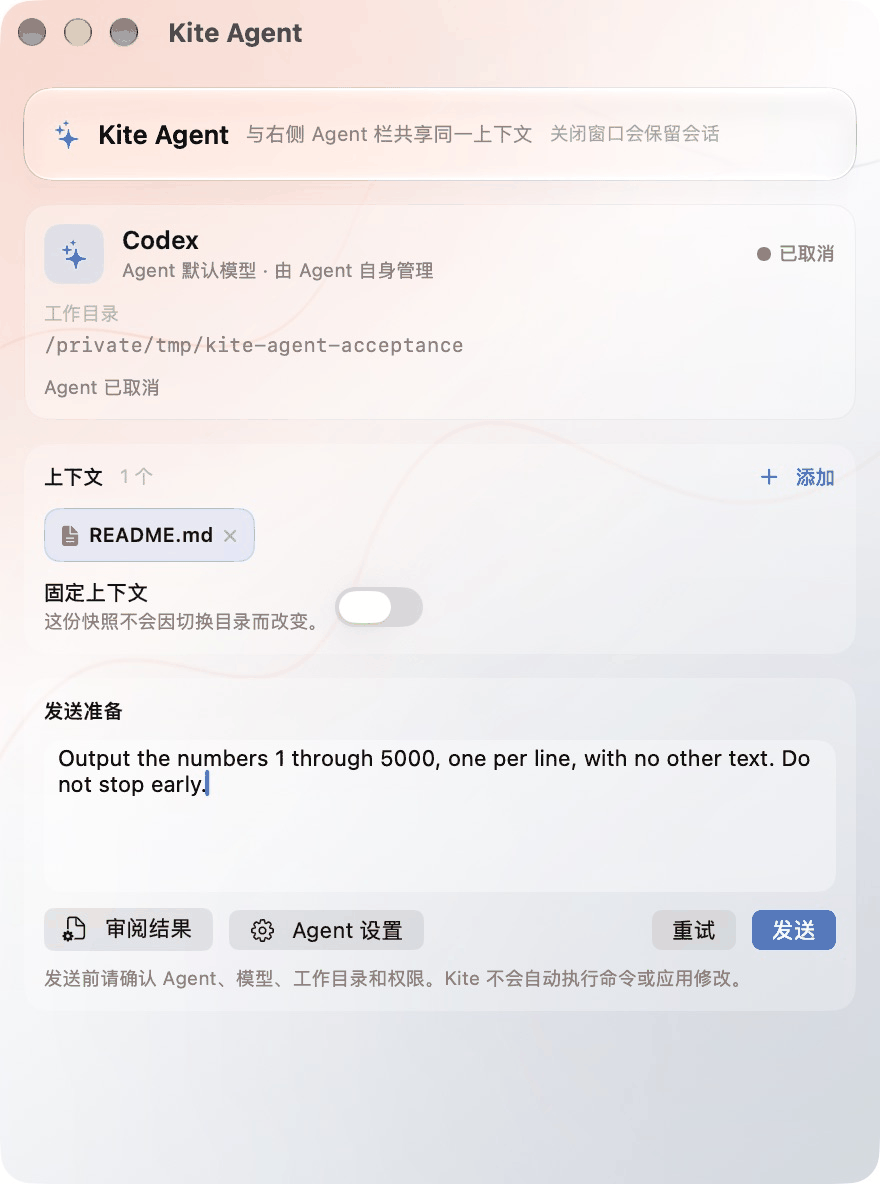 Kite Agent
Kite Agent 与右侧 Agent 栏共享同一上下文 关闭窗口会保留会话
Codex
Agent 默认模型 · 由 Agent 自身管理
已取消
工作目录
/private/tmp/kite-agent-acceptance
Agent 已取消
上下文 1 个
+ 添加
README.md ×
固定上下文
这份快照不会因切换目录而改变。
发送准备
Output the numbers 1 through 5000, one per line, with no other text. Do
not stop early.
审阅结果 Agent 设置 重试 发送
发送前请确认 Agent、模型、工作目录和权限。Kite 不会自动执行命令或应用修改。